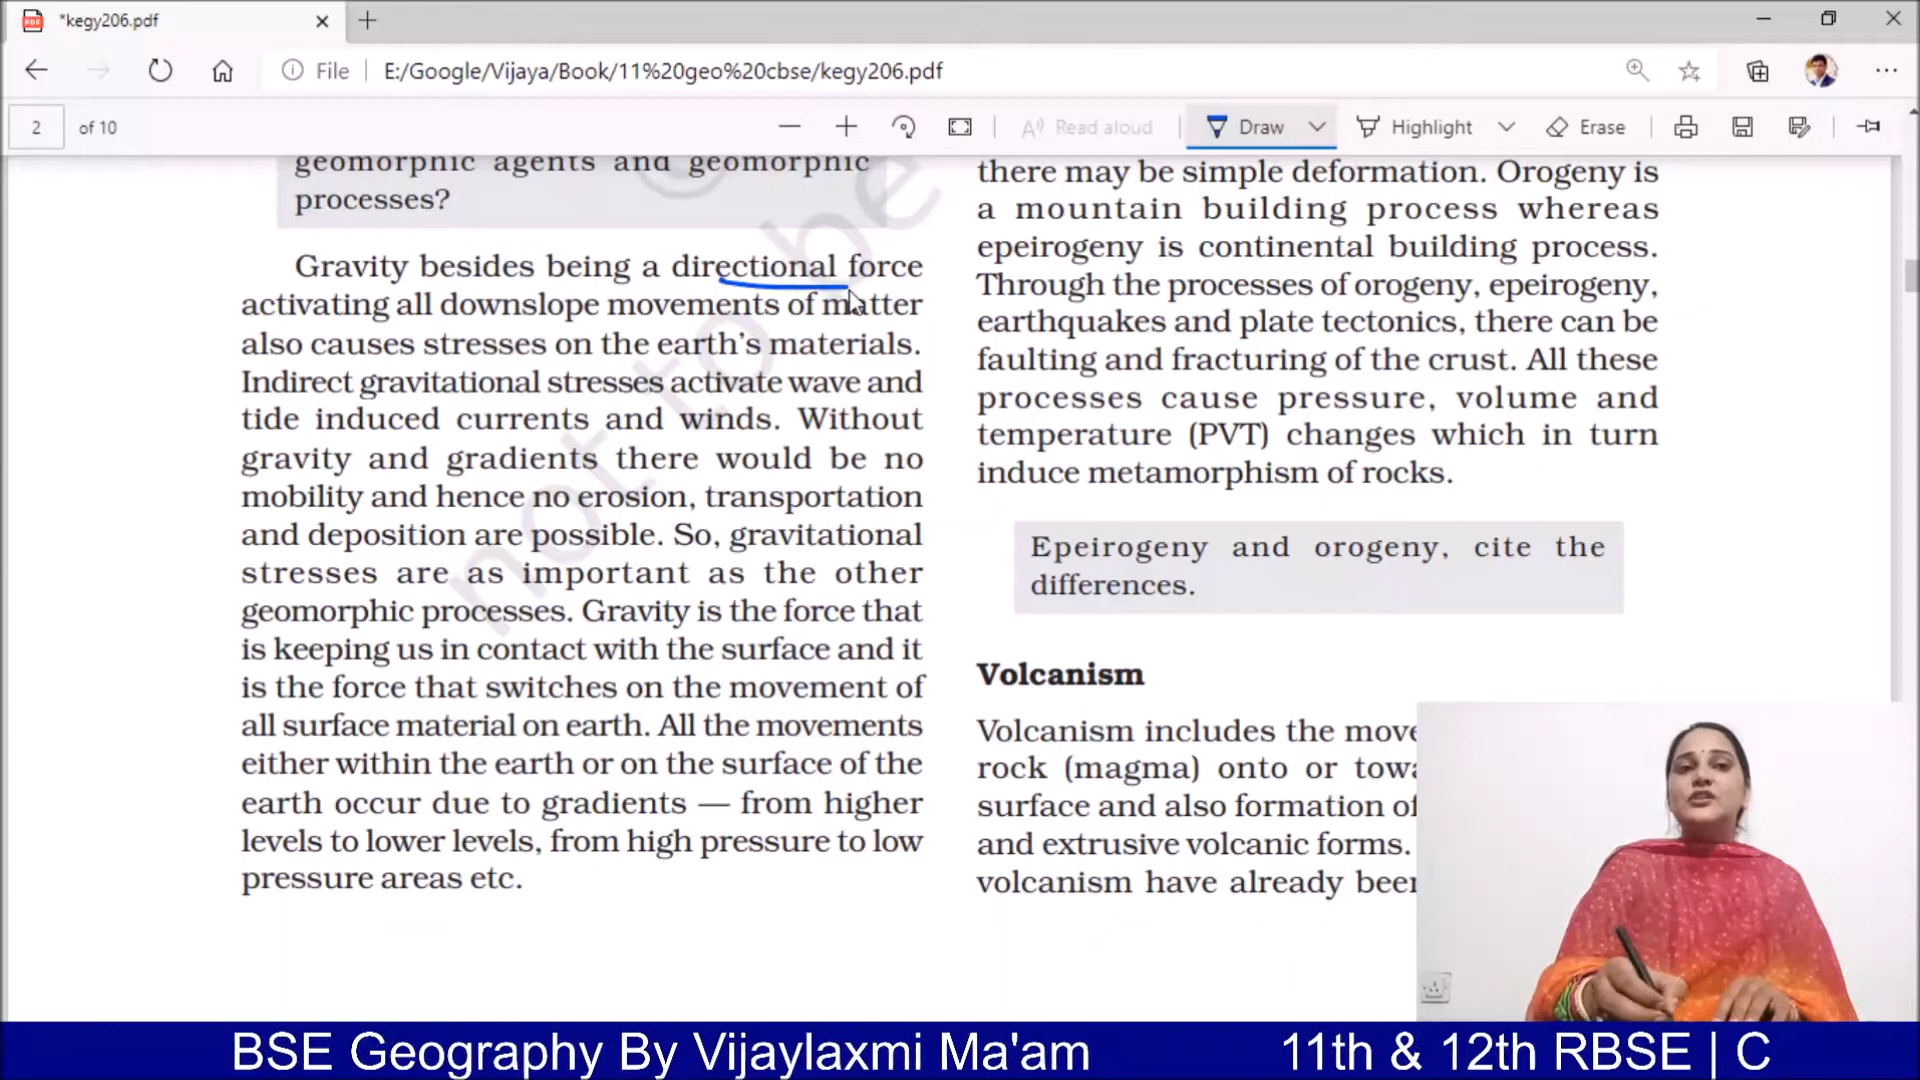 *kegy206.pdf
File
E:/Google/Vijaya/Book/11%20geo%20cbse/kegy206.pdf
2 of 10
Read aloud
Draw
Highlight
Erase
geomorphic agents and geomorphic
processes?
Gravity besides being a directional force
activating all downslope movements of matter
also causes stresses on the earth's materials.
Indirect gravitational stresses activate wave and
tide induced currents and winds. Without
gravity and gradients there would be no
mobility and hence no erosion, transportation
and deposition are possible. So, gravitational
stresses are as important as the other
geomorphic processes. Gravity is the force that
is keeping us in contact with the surface and it
is the force that switches on the movement of
all surface material on earth. All the movements
either within the earth or on the surface of the
earth occur due to gradients — from higher
levels to lower levels, from high pressure to low
pressure areas etc.
not to be
there may be simple deformation. Orogeny is
a mountain building process whereas
epeirogeny is continental building process.
Through the processes of orogeny, epeirogeny,
earthquakes and plate tectonics, there can be
faulting and fracturing of the crust. All these
processes cause pressure, volume and
temperature (PVT) changes which in turn
induce metamorphism of rocks.
Epeirogeny and orogeny, cite the
differences.
Volcanism
Volcanism includes the move
rock (magma) onto or towa
surface and also formation of
and extrusive volcanic forms.
volcanism have already been
BSE Geography By Vijaylaxmi Ma'am
11th & 12th RBSE | C